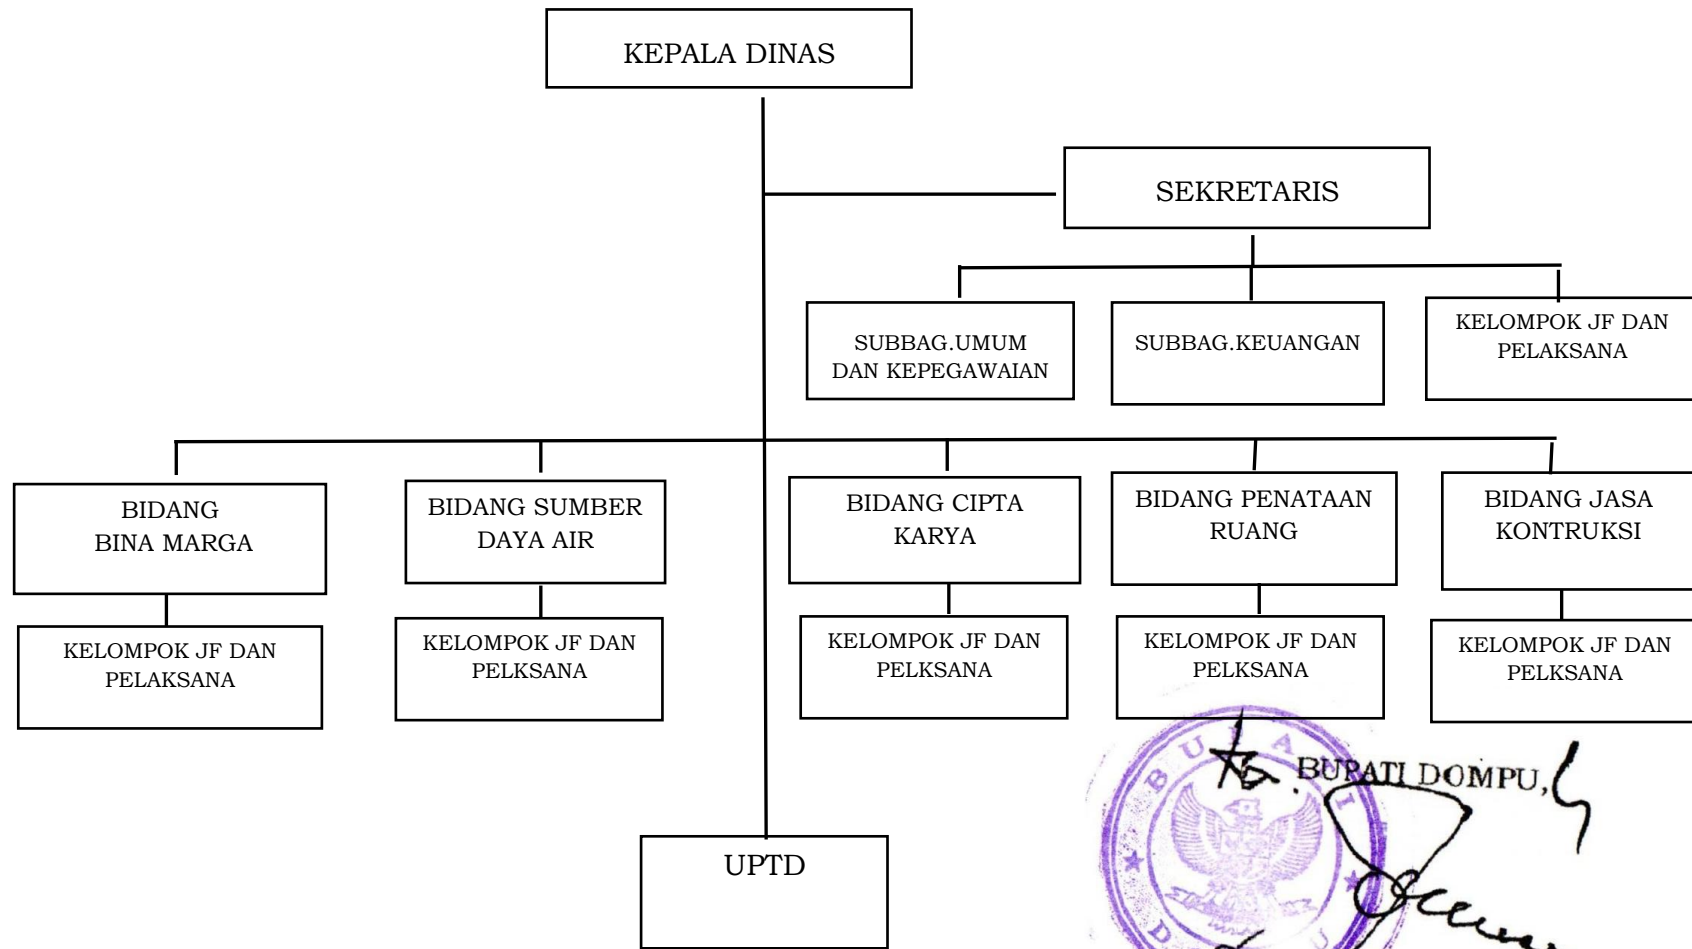 KEPALA DINAS
SEKRETARIS
SUBBAG.UMUM
DAN KEPEGAWAIAN
SUBBAG.KEUANGAN
KELOMPOK JF DAN
PELAKSANA
BIDANG
BINA MARGA
BIDANG SUMBER
DAYA AIR
BIDANG CIPTA
KARYA
BIDANG PENATAAN
RUANG
BIDANG JASA
KONTRUKSI
KELOMPOK JF DAN
PELAKSANA
KELOMPOK JF DAN
PELKSANA
KELOMPOK JF DAN
PELKSANA
KELOMPOK JF DAN
PELKSANA
KELOMPOK JF DAN
PELKSANA
BUPATI DOMPU,
BUPATI
UPTD